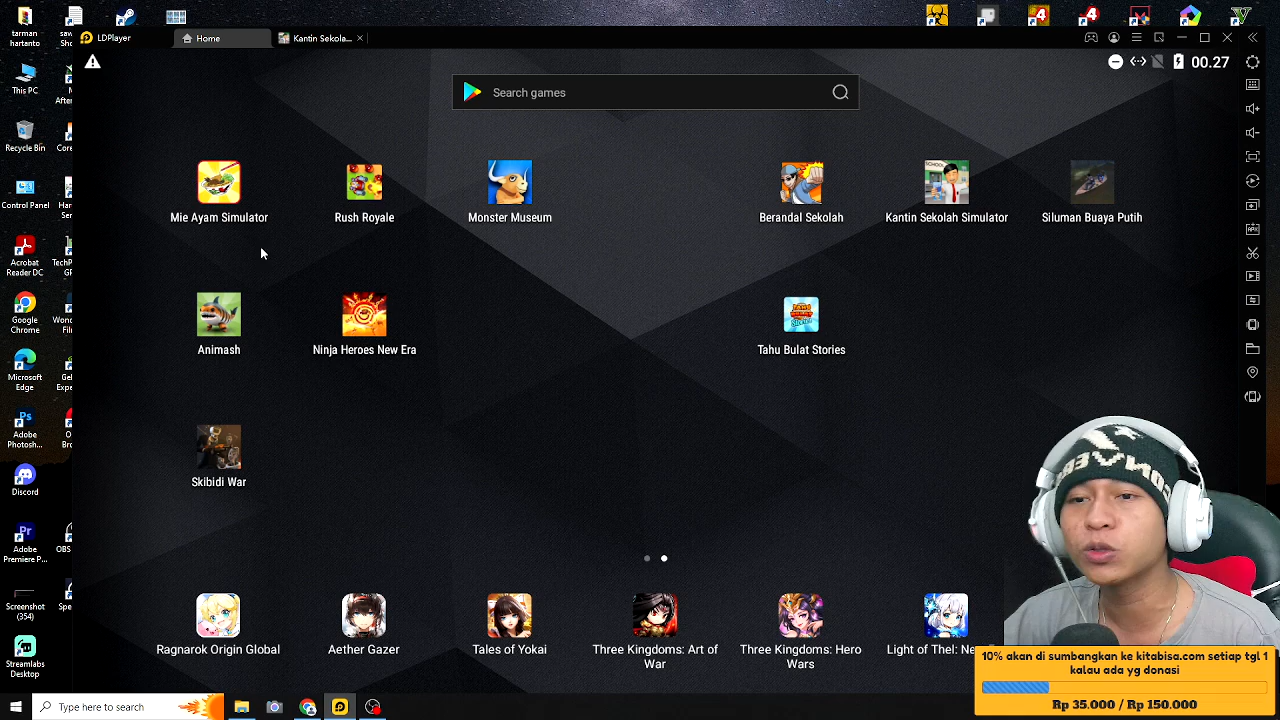 tarman
hartanto
LDPlayer
Home
Kantin Sekola...
00.27
Search games
This PC
Recycle Bin
Control Panel
Acrobat
Reader DC
Google
Chrome
Microsoft
Edge
Adobe
Photosh...
Discord
Adobe
Premiere P...
Screenshot
(354)
Streamlabs
Desktop
Mie Ayam Simulator
Rush Royale
Monster Museum
Berandal Sekolah
Kantin Sekolah Simulator
Siluman Buaya Putih
Animash
Ninja Heroes New Era
Tahu Bulat Stories
Skibidi War
Ragnarok Origin Global
Aether Gazer
Tales of Yokai
Three Kingdoms: Art of
War
Three Kingdoms: Hero
Wars
Light of Thel: Ne
10% akan di sumbangkan ke kitabisa.com setiap tgl 1
kalau ada yg donasi
Rp 35.000 / Rp 150.000
Type here to search